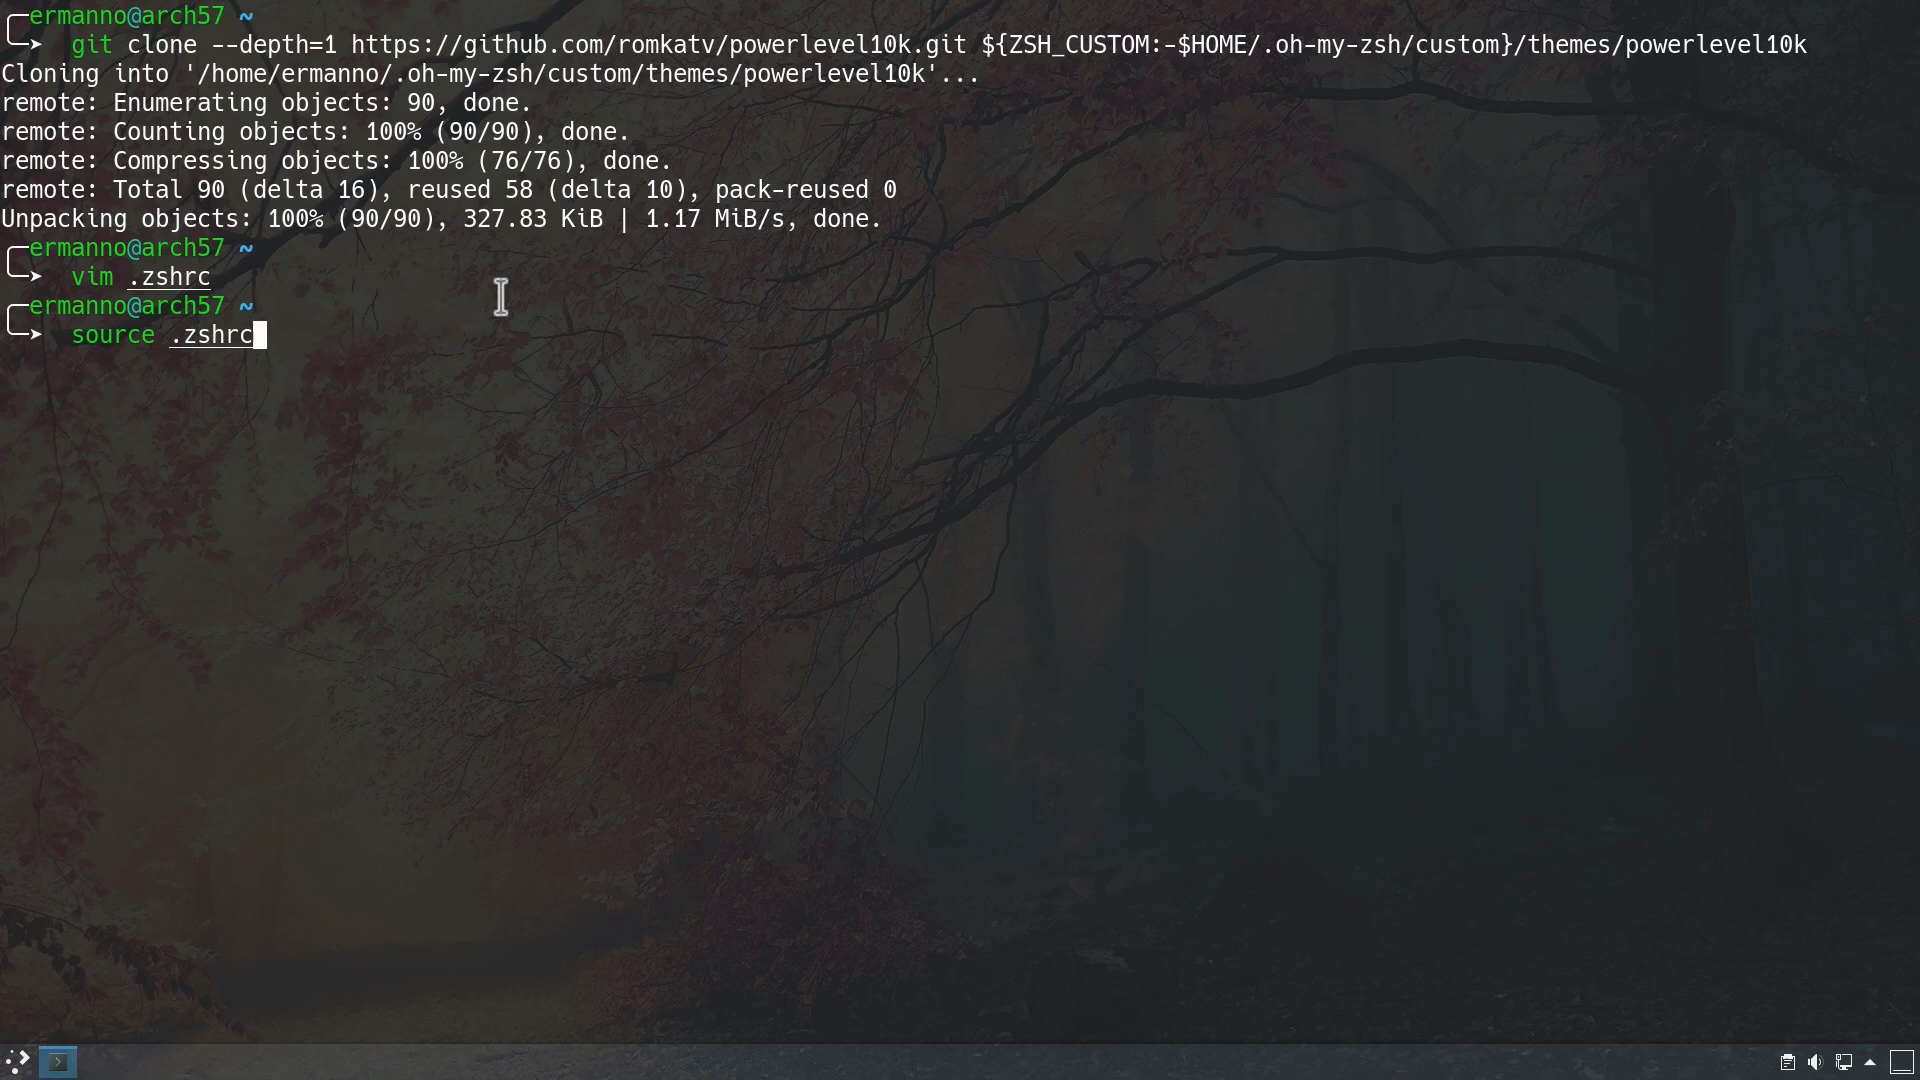 ermanno@arch57 ~
git clone --depth=1 https://github.com/romkatv/powerlevel10k.git ${ZSH_CUSTOM:-$HOME/.oh-my-zsh/custom}/themes/powerlevel10k
Cloning into '/home/ermanno/.oh-my-zsh/custom/themes/powerlevel10k'...
remote: Enumerating objects: 90, done.
remote: Counting objects: 100% (90/90), done.
remote: Compressing objects: 100% (76/76), done.
remote: Total 90 (delta 16), reused 58 (delta 10), pack-reused 0
Unpacking objects: 100% (90/90), 327.83 KiB | 1.17 MiB/s, done.
ermanno@arch57 ~
vim .zshrc
ermanno@arch57 ~
source .zshrc